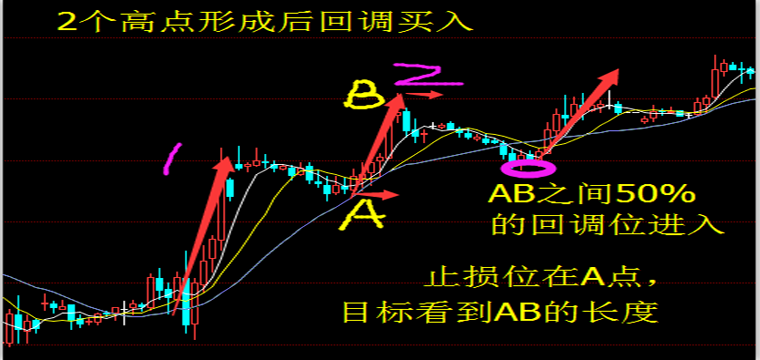 2个高点形成后回调买入
1
2
B
A
AB之间50%
的回调位进入
止损位在A点，
目标看到AB的长度